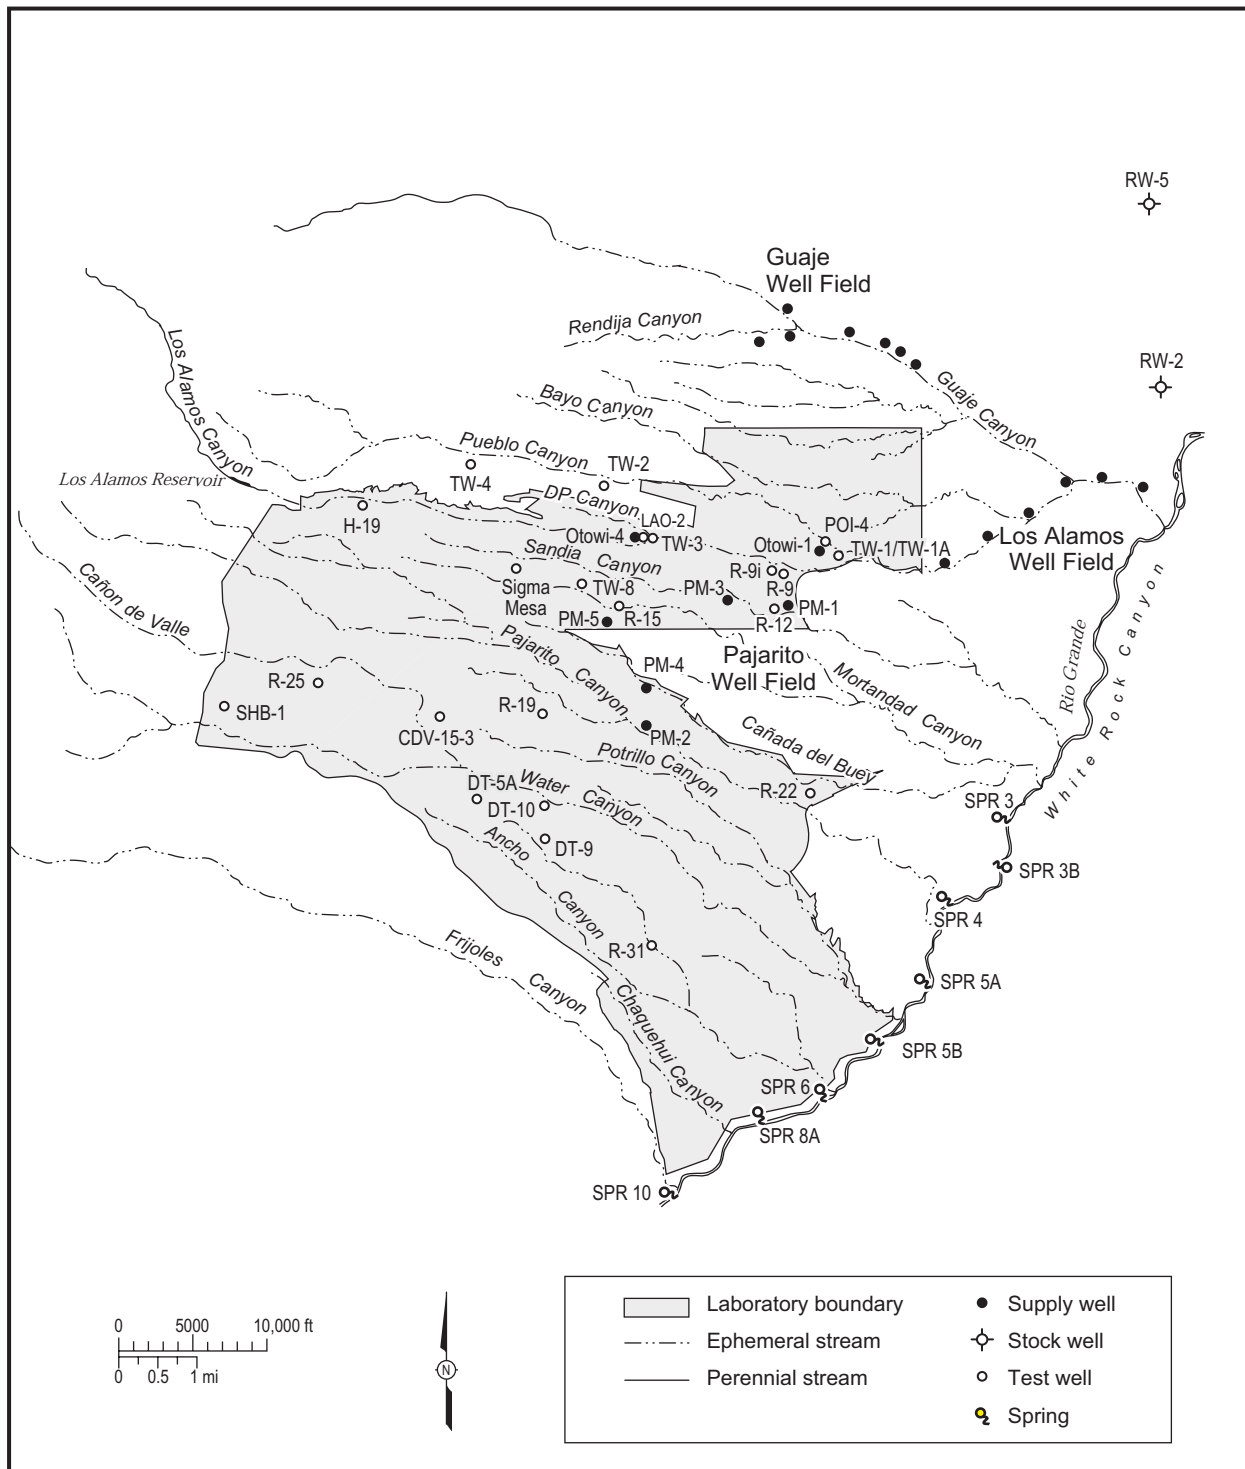 RW-5
Guaje
Well Field
Rendija Canyon
RW-2
Los Alamos Canyon
Guaje Canyon
Bayo Canyon
Pueblo Canyon
TW-2
TW-4
Los Alamos Reservoir
DP-Canyon
H-19
LAO-2
Otowi-4
TW-3
POI-4
Otowi-1
TW-1/TW-1A
Los Alamos
Well Field
Sandia Canyon
R-9i
R-9
Sigma
Mesa
TW-8
PM-3
PM-1
PM-5
R-15
R-12
Cañon de Valle
Pajarito Canyon
Pajarito
Well Field
PM-4
Mortandad Canyon
Rio Grande
White Rock Canyon
R-25
SHB-1
R-19
CDV-15-3
PM-2
Cañada del Buey
Potrillo Canyon
DT-5A
Water Canyon
DT-10
R-22
SPR 3
Ancho Canyon
DT-9
SPR 3B
SPR 4
Frijoles Canyon
R-31
SPR 5A
Chaquehui Canyon
SPR 5B
SPR 6
SPR 8A
SPR 10
0 5000 10,000 ft
0 0.5 1 mi
N
Laboratory boundary
Ephemeral stream
Perennial stream
Supply well
Stock well
Test well
Spring